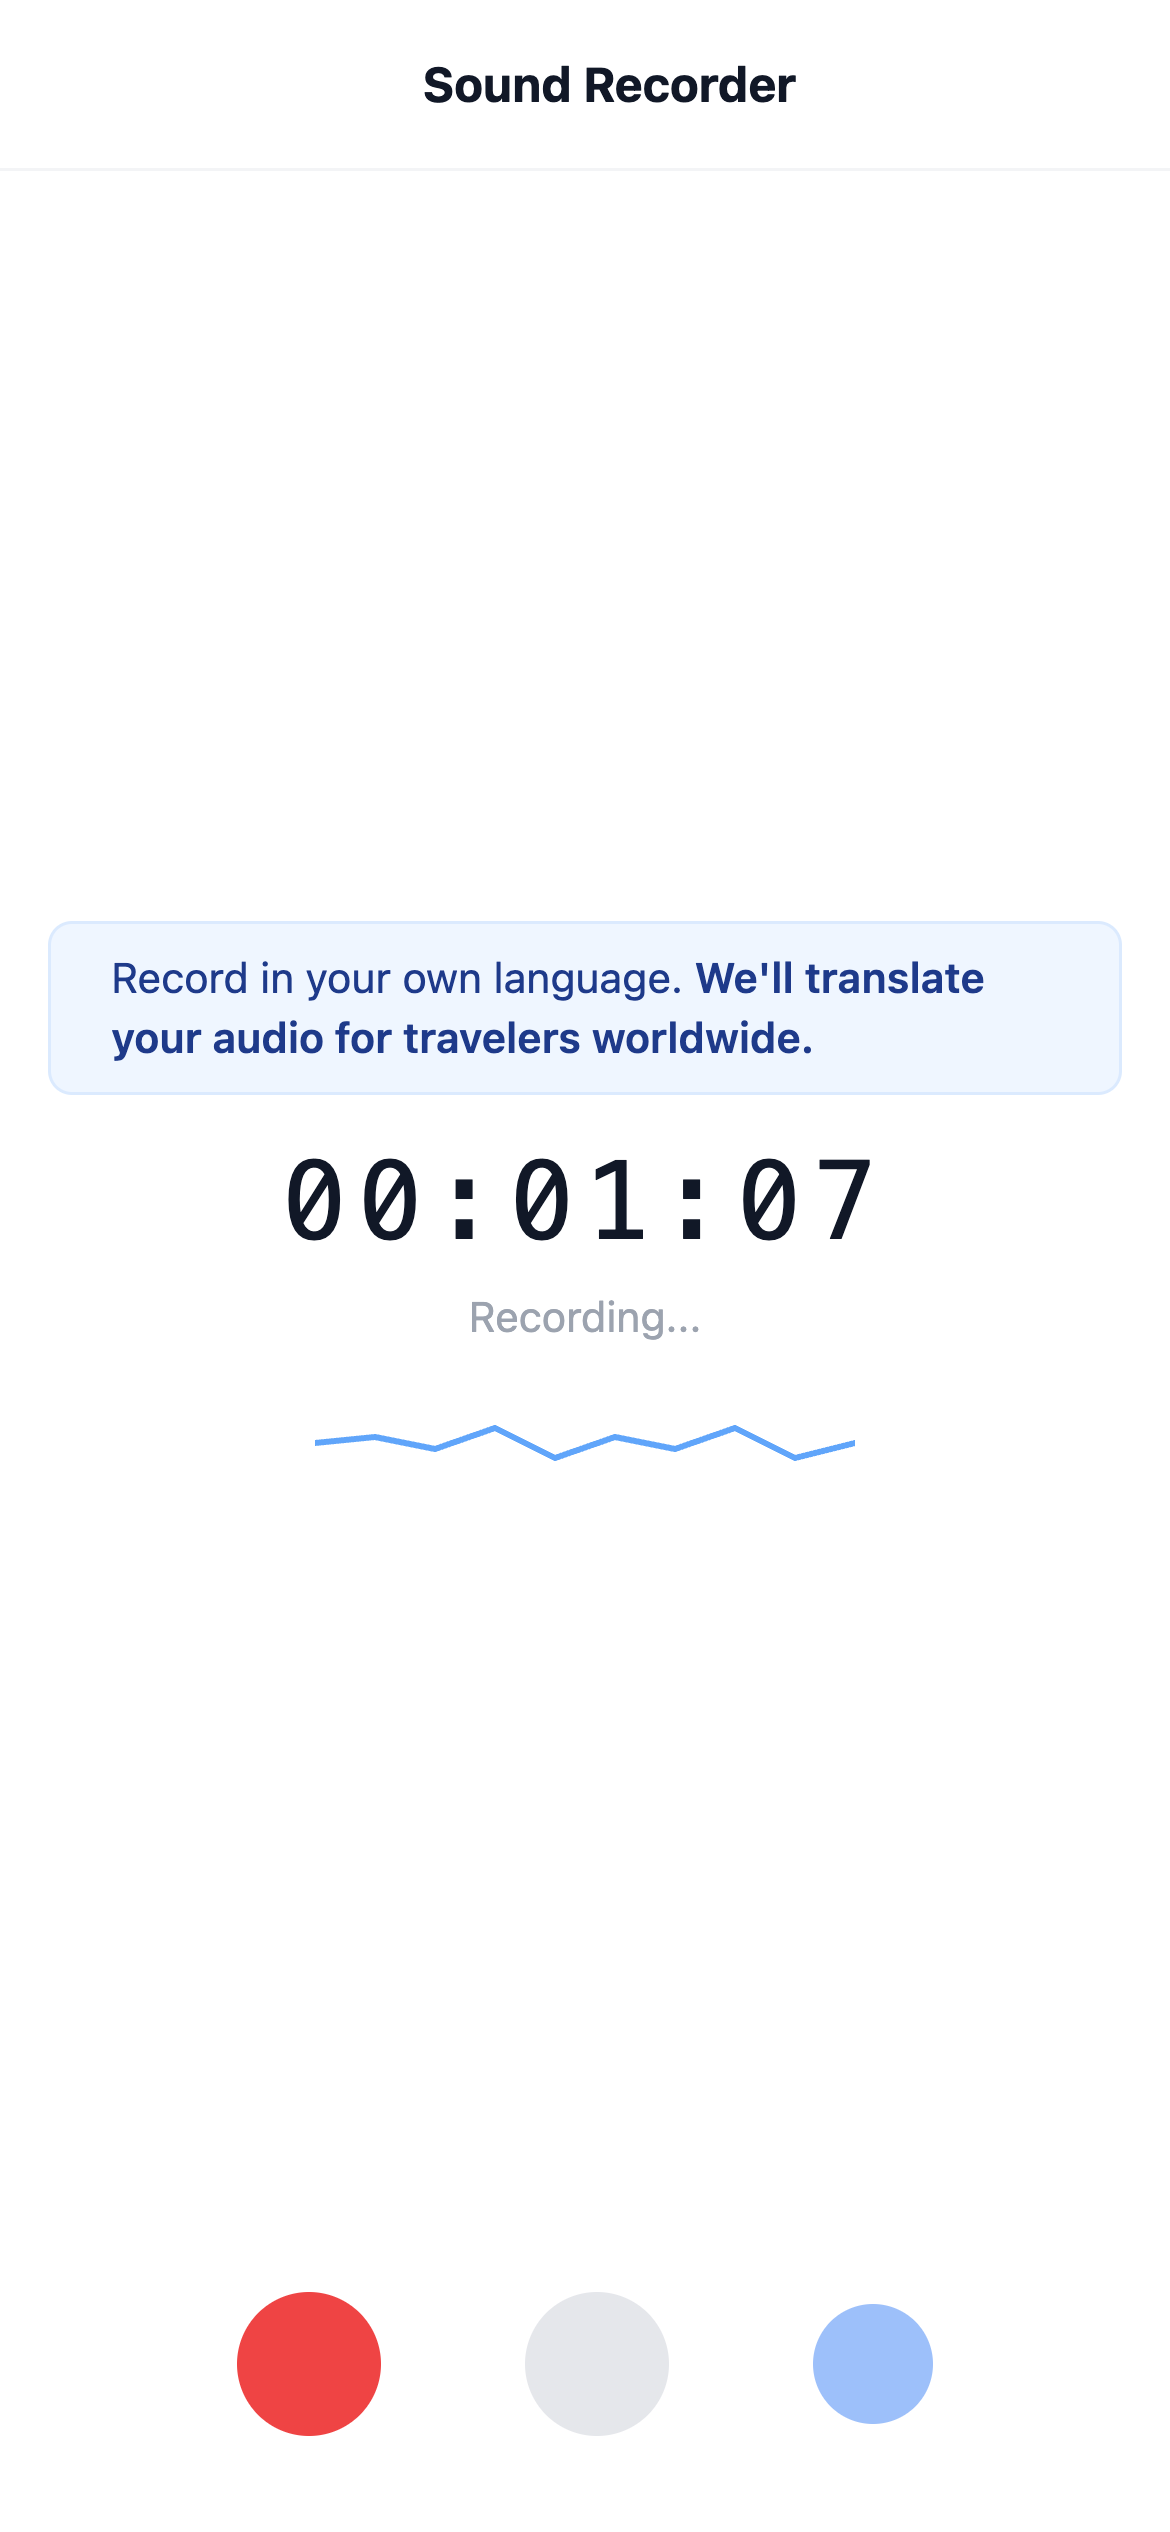 Sound Recorder
Record in your own language. We'll translate
your audio for travelers worldwide.
00:01:07
Recording...